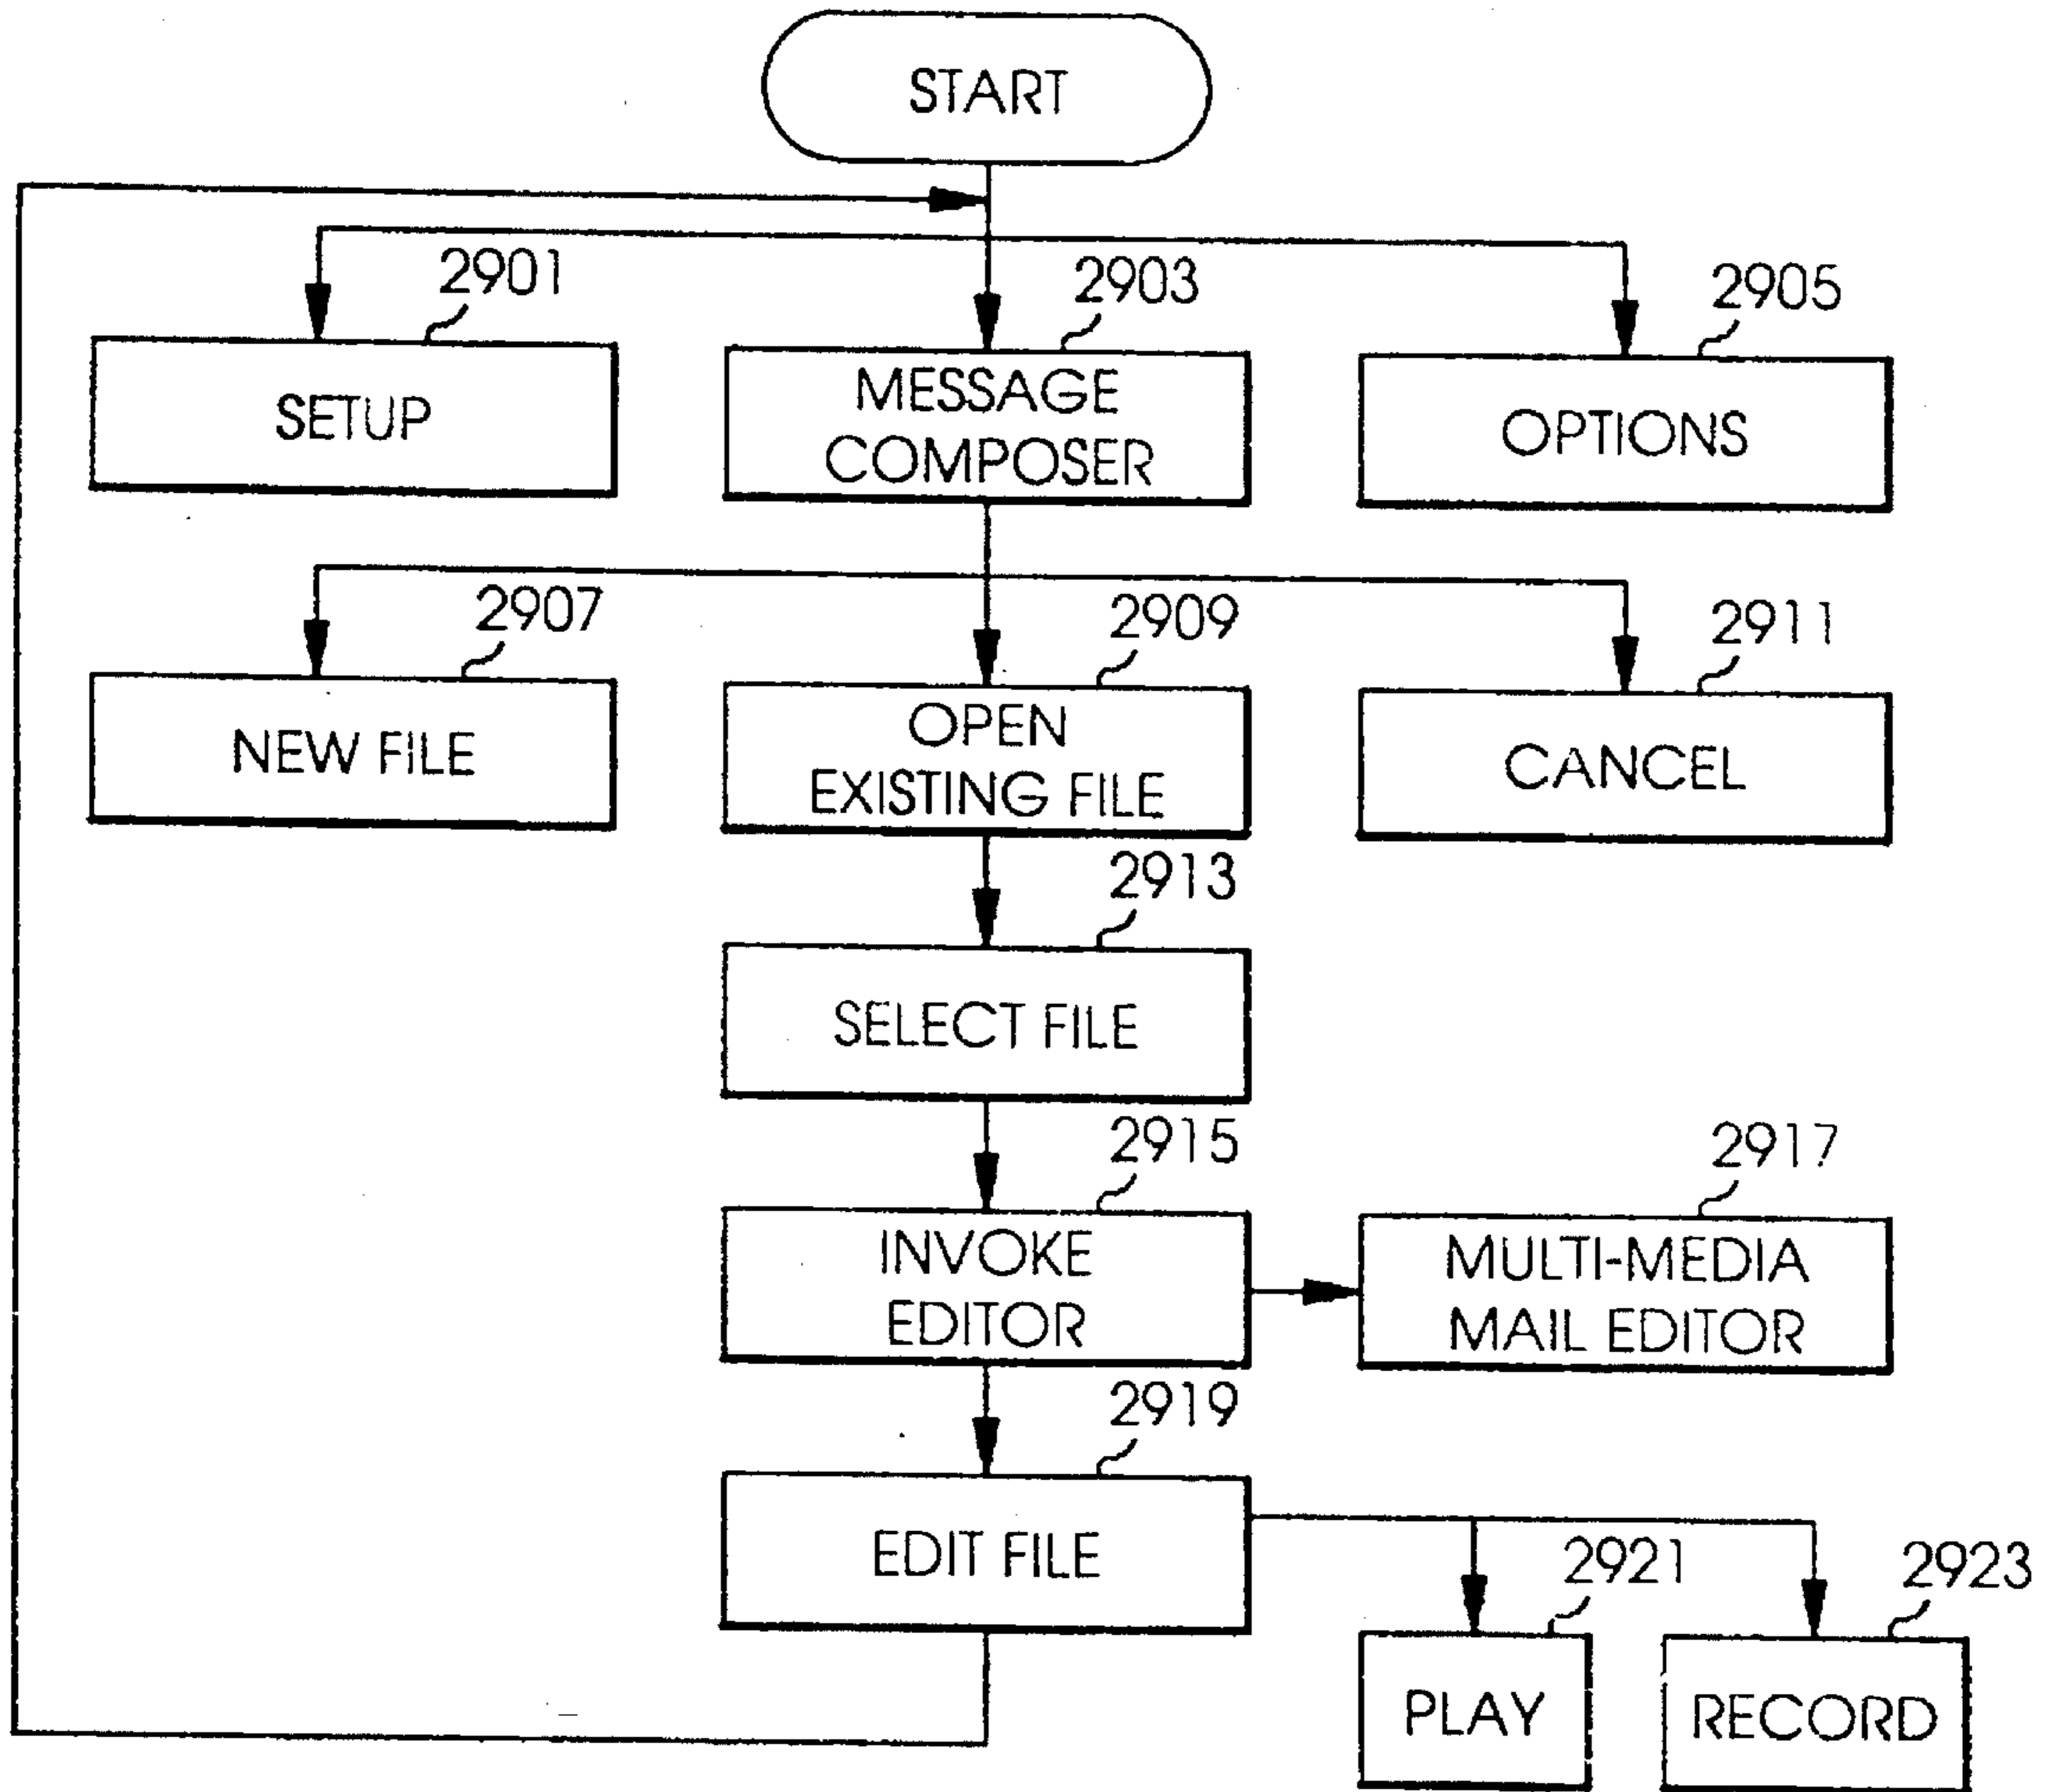 START
2901
2903
2905
SETUP
MESSAGE
COMPOSER
OPTIONS
2907
2909
2911
NEW FILE
OPEN
EXISTING FILE
CANCEL
2913
SELECT FILE
2915
2917
INVOKE
EDITOR
MULTI-MEDIA
MAIL EDITOR
2919
EDIT FILE
2921
2923
PLAY
RECORD